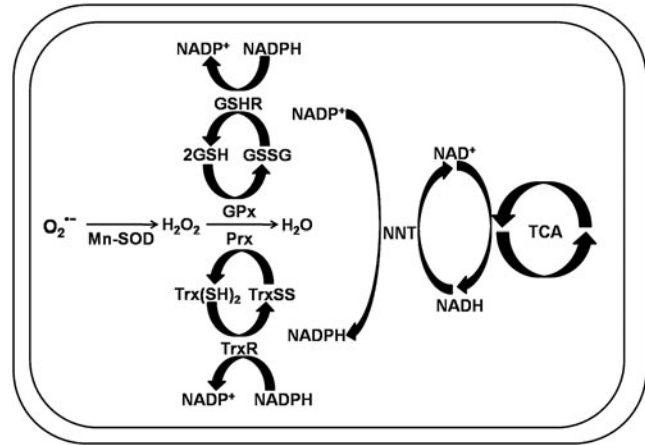 NADP⁺ NADPH
GSHR
NADP⁺
2GSH GSSG
NAD⁺
GPx
O₂˙⁻ H₂O₂ H₂O
Mn-SOD Prx
NNT
TCA
Trx(SH)₂ TrxSS
NADH
NADPH
TrxR
NADP⁺ NADPH